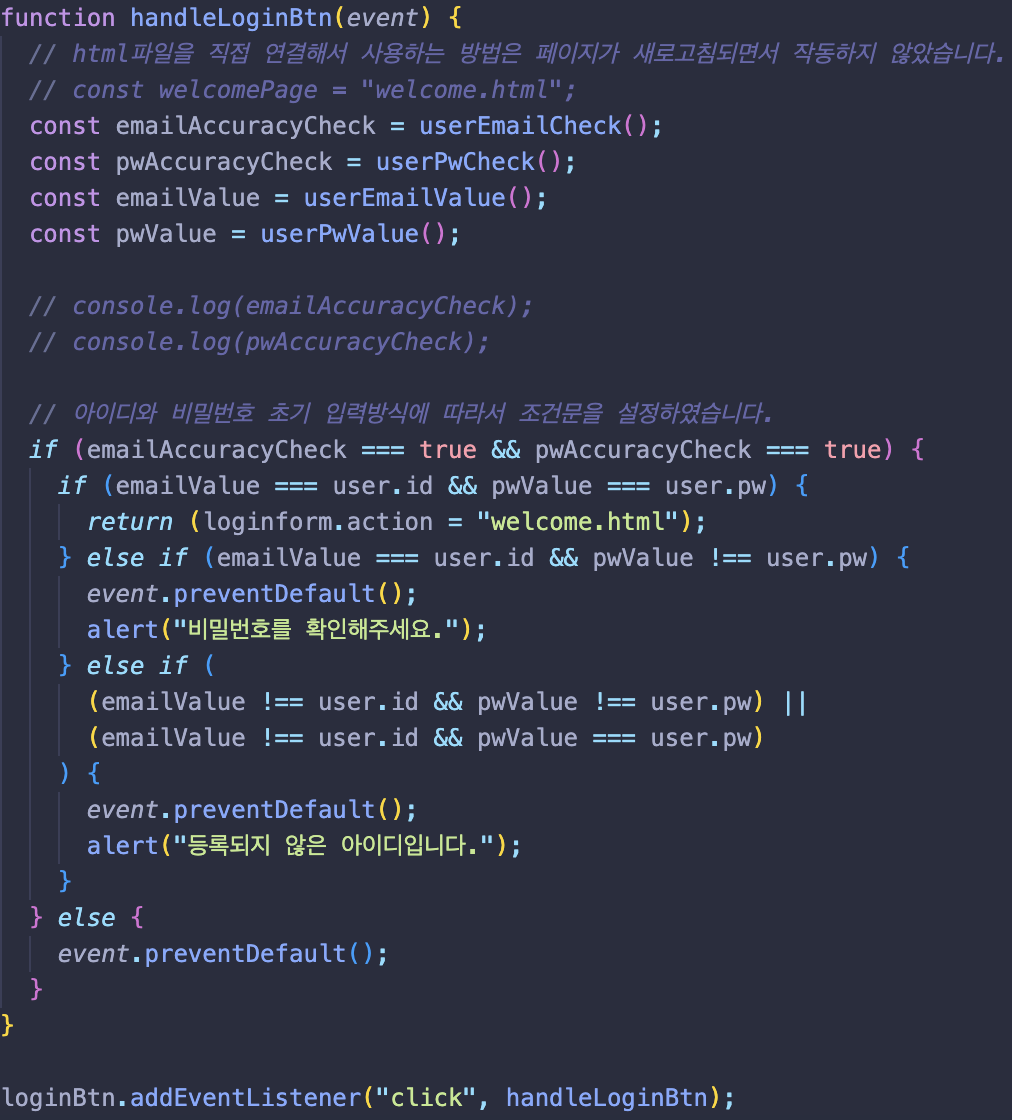 function handleLoginBtn(event) {
// html파일을 직접 연결해서 사용하는 방법은 페이지가 새로고침되면서 작동하지 않았습니다.
// const welcomePage = "welcome.html";
const emailAccuracyCheck = userEmailCheck();
const pwAccuracyCheck = userPwCheck();
const emailValue = userEmailValue();
const pwValue = userPwValue();
// console.log(emailAccuracyCheck);
// console.log(pwAccuracyCheck);
// 아이디와 비밀번호 초기 입력방식에 따라서 조건문을 설정하였습니다.
if (emailAccuracyCheck === true && pwAccuracyCheck === true) {
if (emailValue === user.id && pwValue === user.pw) {
return (loginform.action = "welcome.html");
} else if (emailValue === user.id && pwValue !== user.pw) {
event.preventDefault();
alert("비밀번호를 확인해주세요.");
} else if (
(emailValue !== user.id && pwValue !== user.pw) ||
(emailValue !== user.id && pwValue === user.pw)
) {
event.preventDefault();
alert("등록되지 않은 아이디입니다.");
}
} else {
event.preventDefault();
}
}
loginBtn.addEventListener("click", handleLoginBtn);